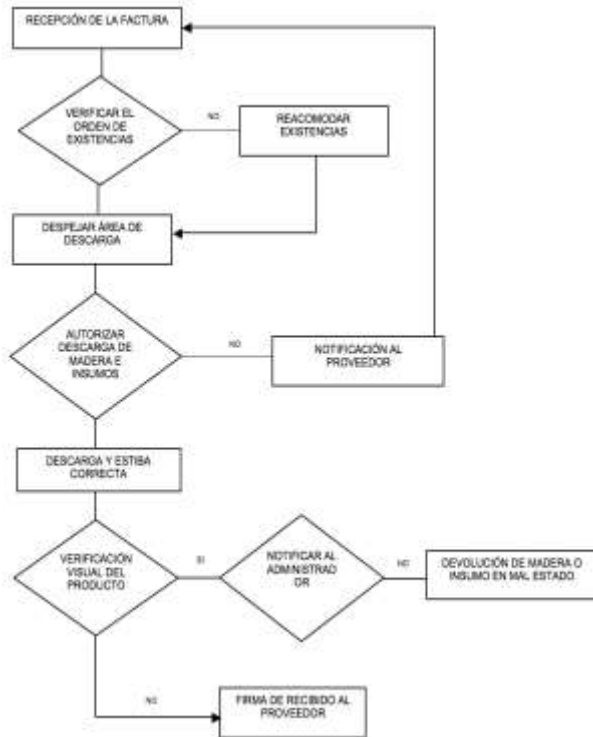 RECEPCIÓN DE LA FACTURA
VERIFICAR EL
ORDEN DE
EXISTENCIAS
NO
REACOMODAR
EXISTENCIAS
DESPEJAR ÁREA DE
DESCARGA
AUTORIZAR
DESCARGA DE
MADERA E
INSUMOS
NO
NOTIFICACIÓN AL
PROVEEDOR
DESCARGA Y ESTIBA
CORRECTA
VERIFICACIÓN
VISUAL DEL
PRODUCTO
SI
NOTIFICAR AL
ADMINISTRAD
OR
NO
DEVOLUCIÓN DE MADERA O
INSUMO EN MAL ESTADO
NO
FIRMA DE RECIBIDO AL
PROVEEDOR